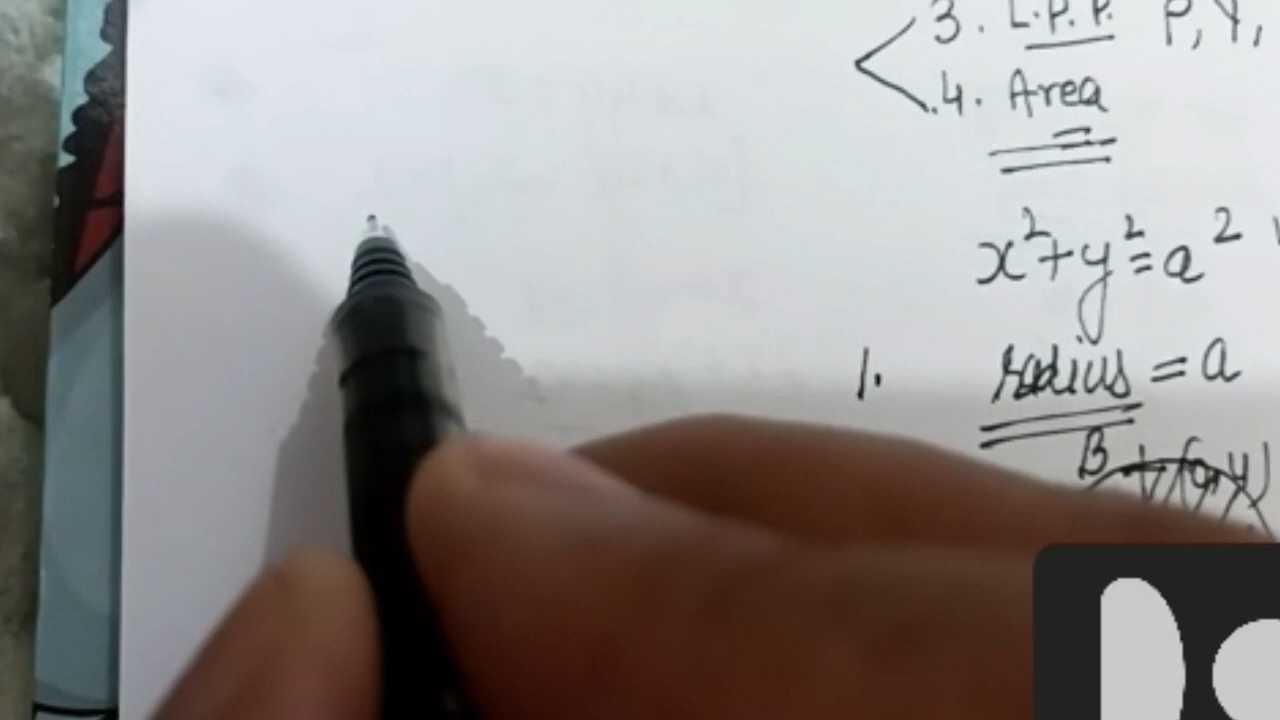 3. L.P.P. P, Y,
4. Area
x²+y²=a²
1. radius = a
B